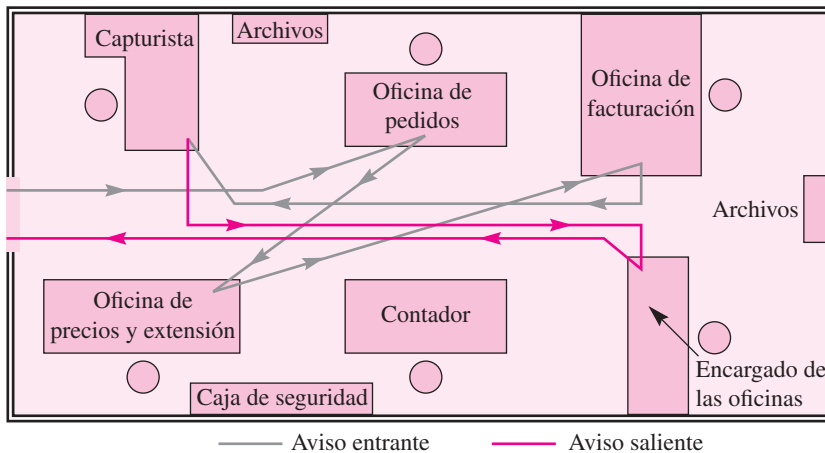 Capturista
Archivos
Oficina de
pedidos
Oficina de
facturación
Archivos
Oficina de
precios y extensión
Contador
Encargado de
las oficinas
Caja de seguridad
Aviso entrante
Aviso saliente